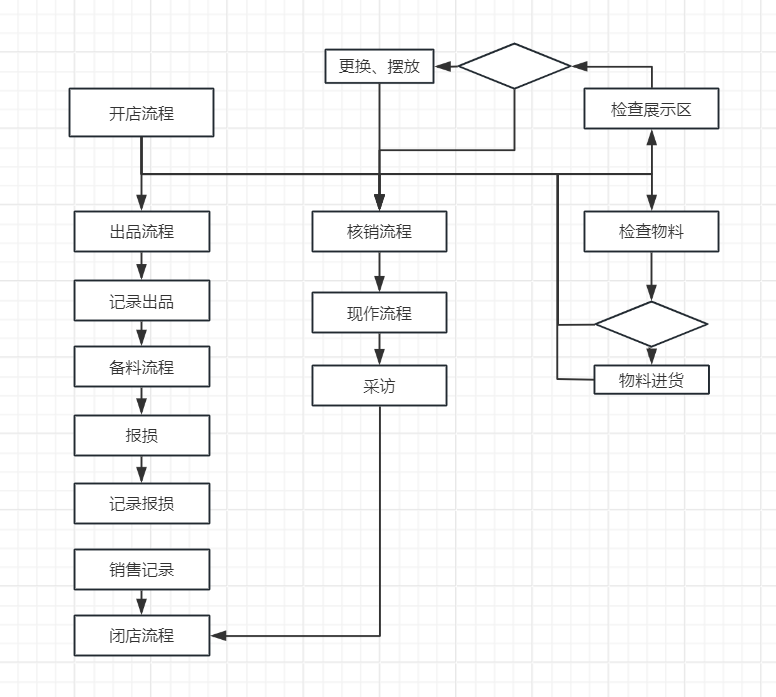 更换、摆放
开店流程
检查展示区
出品流程
核销流程
检查物料
记录出品
现作流程
备料流程
采访
物料进货
报损
记录报损
销售记录
闭店流程